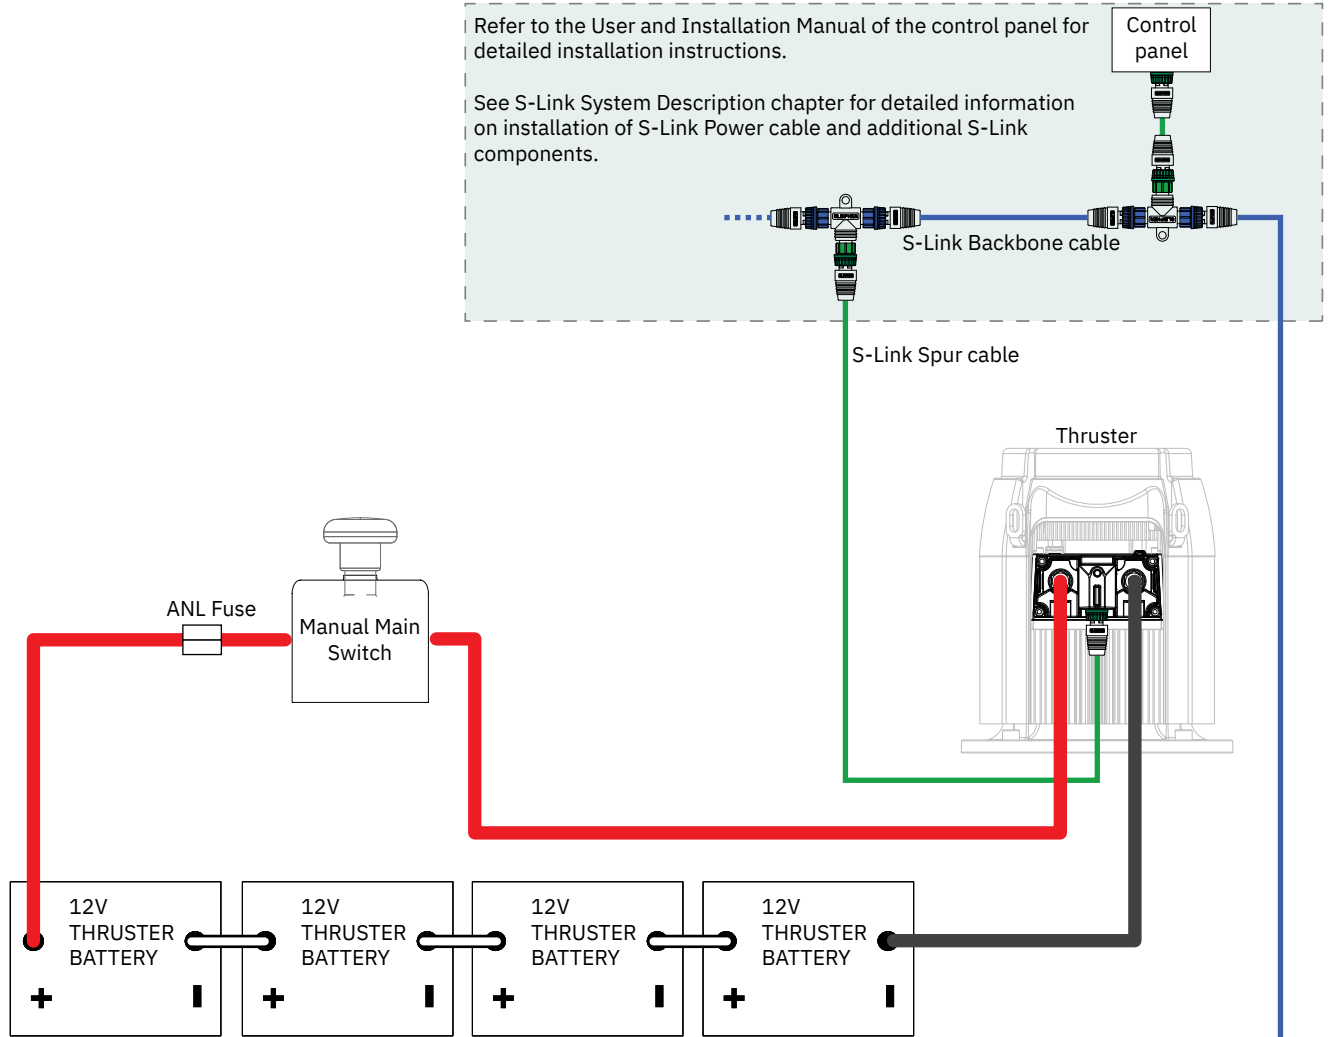 Refer to the User and Installation Manual of the control panel for
detailed installation instructions.
See S-Link System Description chapter for detailed information
on installation of S-Link Power cable and additional S-Link
components.
Control
panel
S-Link Backbone cable
S-Link Spur cable
Thruster
ANL Fuse
Manual Main
Switch
12V
THRUSTER
BATTERY
+
-
12V
THRUSTER
BATTERY
+
-
12V
THRUSTER
BATTERY
+
-
12V
THRUSTER
BATTERY
+
-